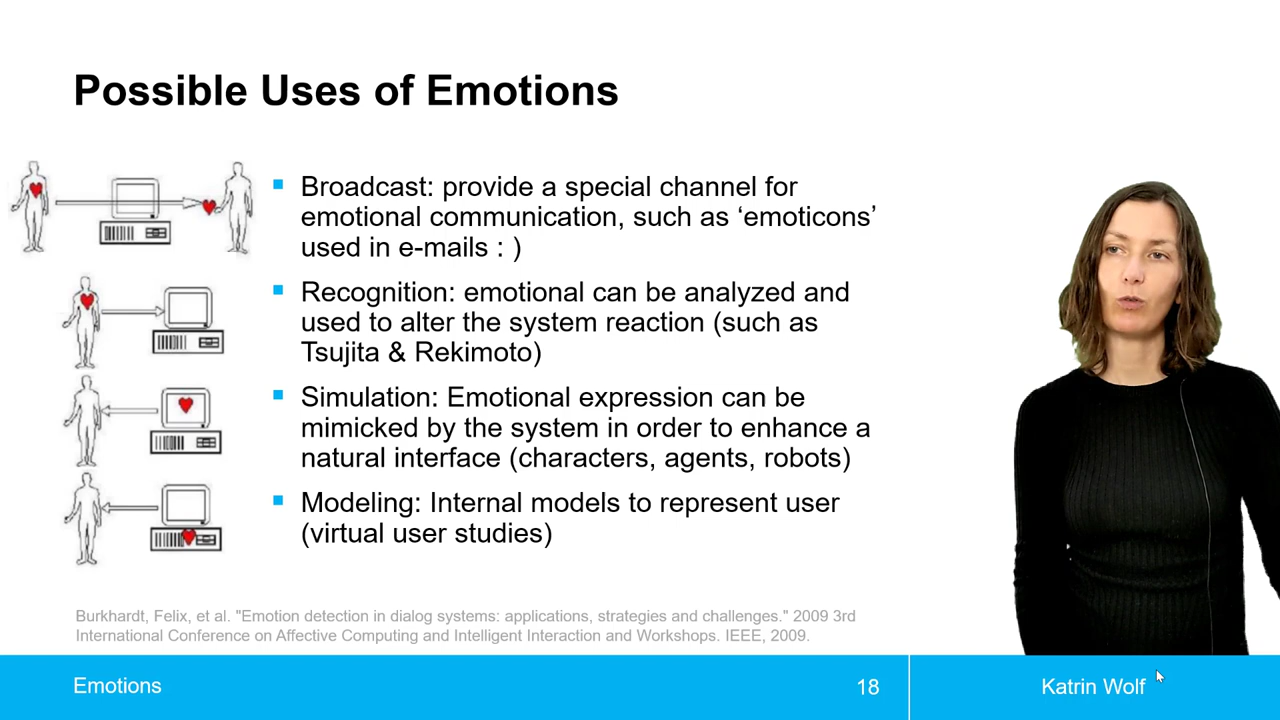 Possible Uses of Emotions
Broadcast: provide a special channel for
emotional communication, such as ‘emoticons’
used in e-mails : )
Recognition: emotional can be analyzed and
used to alter the system reaction (such as
Tsujita & Rekimoto)
Simulation: Emotional expression can be
mimicked by the system in order to enhance a
natural interface (characters, agents, robots)
Modeling: Internal models to represent user
(virtual user studies)
Burkhardt, Felix, et al. "Emotion detection in dialog systems: applications, strategies and challenges." 2009 3rd
International Conference on Affective Computing and Intelligent Interaction and Workshops. IEEE, 2009.
Emotions
18
Katrin Wolf